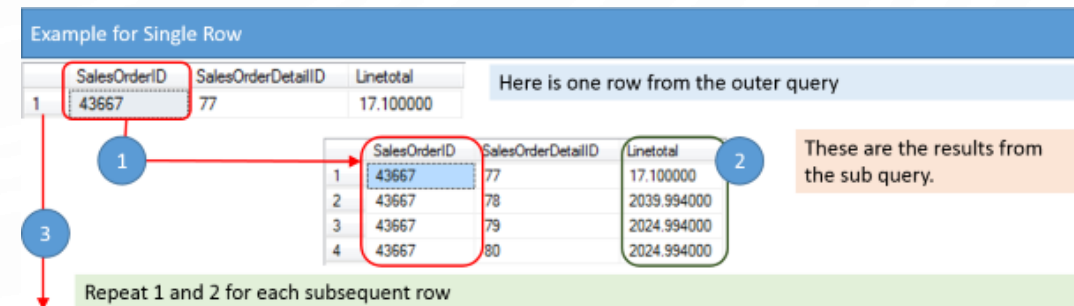 Example for Single Row
SalesOrderID SalesOrderDetailID Linetotal
1 43667 77 17.100000
Here is one row from the outer query
1
SalesOrderID SalesOrderDetailID Linetotal
1 43667 77 17.100000
2 43667 78 2039.994000
3 43667 79 2024.994000
4 43667 80 2024.994000
2
These are the results from
the sub query.
3
Repeat 1 and 2 for each subsequent row